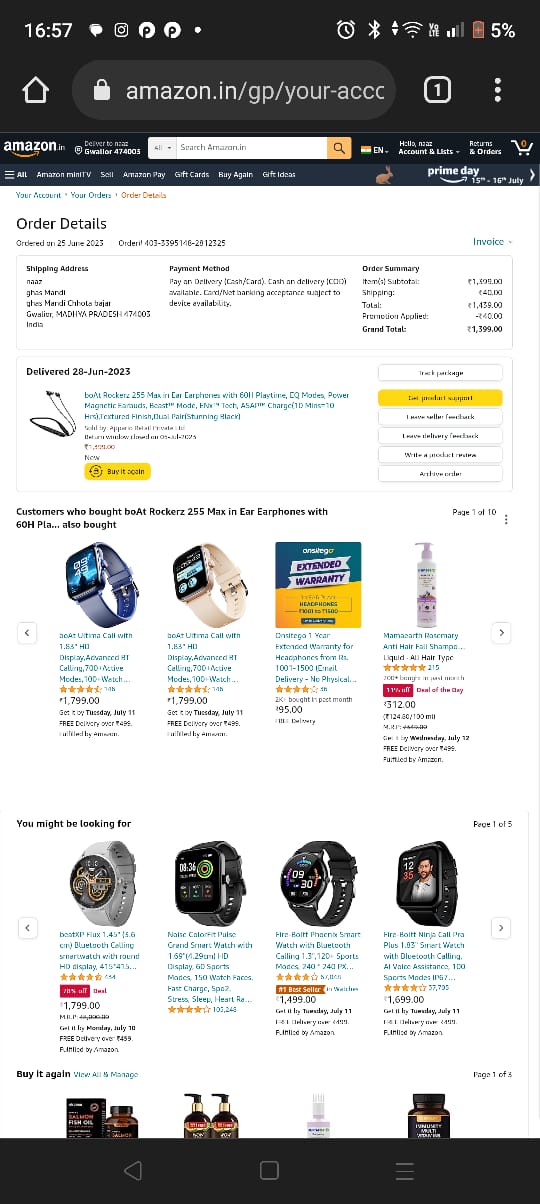 16:57
5%
amazon.in/gp/your-acco
1
amazon.in
Deliver to naaz
Gwalior 474003
All
Search Amazon.in
EN
Hello, naaz
Account & Lists
Returns
& Orders
0
All Amazon miniTV Sell Amazon Pay Gift Cards Buy Again Gift Ideas
prime day
15th - 16th July
Your Account › Your Orders › Order Details
Order Details
Ordered on 25 June 2023 Order# 403-3395148-2812325
Invoice
Shipping Address
naaz
ghas Mandi
ghas Mandi Chhota bajar
Gwalior, MADHYA PRADESH 474003
India
Payment Method
Pay on Delivery (Cash/Card). Cash on delivery (COD)
available. Card/Net banking acceptance subject to
device availability.
Order Summary
Item(s) Subtotal: ₹1,399.00
Shipping: ₹40.00
Total: ₹1,439.00
Promotion Applied: -₹40.00
Grand Total: ₹1,399.00
Delivered 28-Jun-2023
boAt Rockerz 255 Max in Ear Earphones with 60H Playtime, EQ Modes, Power
Magnetic Earauds, Beast™ Mode, ENx™ Tech, ASAP™ Charge(10 Mins=10
Hrs),Textured Finish,Dual Pair(Stunning Black)
Sold by: Appario Retail Private Ltd
Return window closed on 05-Jul-2023
₹1,399.00
New
Buy it again
Track package
Get product support
Leave seller feedback
Leave delivery feedback
Write a product review
Archive order
Customers who bought boAt Rockerz 255 Max in Ear Earphones with
60H Pla... also bought
Page 1 of 10
boAt Ultima Call with
1.83" HD
Display,Advanced BT
Calling,700+Active
Modes,100+Watch...
146
₹1,799.00
Get it by Tuesday, July 11
FREE Delivery over ₹499.
Fulfilled by Amazon.
boAt Ultima Call with
1.83" HD
Display,Advanced BT
Calling,700+Active
Modes,100+Watch...
146
₹1,799.00
Get it by Tuesday, July 11
FREE Delivery over ₹499.
Fulfilled by Amazon.
onsitego
EXTENDED
WARRANTY
HEADPHONES
₹1001 to ₹1500
Onsitego 1 Year
Extended Warranty for
Headphones from Rs.
1001-1500 (Email
Delivery - No Physical...
36
2K+ bought in past month
₹95.00
FREE Delivery
Mamaearth Rosemary
Anti Hair Fall Shampo...
Liquid · All Hair Type
215
700+ bought in past month
11% off Deal of the Day
₹312.00
(₹124.80/100 ml)
M.R.P: ₹349.00
Get it by Wednesday, July 12
FREE Delivery over ₹499.
Fulfilled by Amazon.
You might be looking for
Page 1 of 5
beatXP Flux 1.45" (3.6
cm) Bluetooth Calling
smartwatch with round
HD display, 415*415...
434
78% off Deal
₹1,799.00
M.R.P: ₹8,000.00
Get it by Monday, July 10
FREE Delivery over ₹499.
Fulfilled by Amazon.
08:36
Noise ColorFit Pulse
Grand Smart Watch with
1.69"(4.29cm) HD
Display, 60 Sports
Modes, 150 Watch Faces,
Fast Charge, Spo2,
Stress, Sleep, Heart Ra...
105,248
Fire-Boltt Phoenix Smart
Watch with Bluetooth
Calling 1.3",120+ Sports
Modes, 240 * 240 PX...
67,048
#1 Best Seller in Watches
₹1,499.00
Get it by Tuesday, July 11
FREE Delivery over ₹499.
Fulfilled by Amazon.
12
35
Fire-Boltt Ninja Call Pro
Plus 1.83" Smart Watch
with Bluetooth Calling,
AI Voice Assistance, 100
Sports Modes IP67...
37,705
₹1,699.00
Get it by Tuesday, July 11
FREE Delivery over ₹499.
Fulfilled by Amazon.
Buy it again View All & Manage
Page 1 of 3
SALMON
FISH OIL
WOW
WOW
IMMUNITY
MULTI
VITAMINS